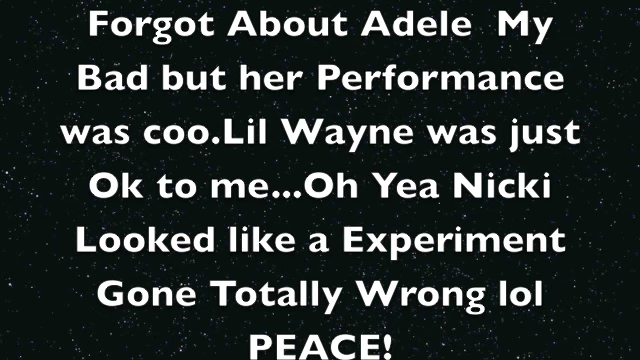 Forgot About Adele  My
Bad but her Performance
was coo.Lil Wayne was just
Ok to me...Oh Yea Nicki
Looked like a Experiment
Gone Totally Wrong lol
PEACE!